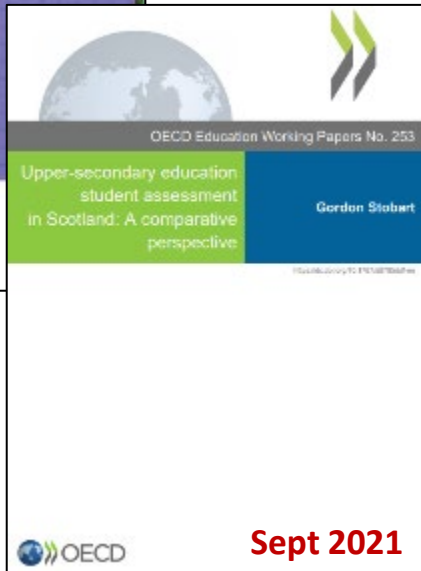 OECD Education Working Papers No. 253
Upper-secondary education
student assessment
in Scotland: A comparative
perspective
Gordon Stobart
OECD
Sept 2021